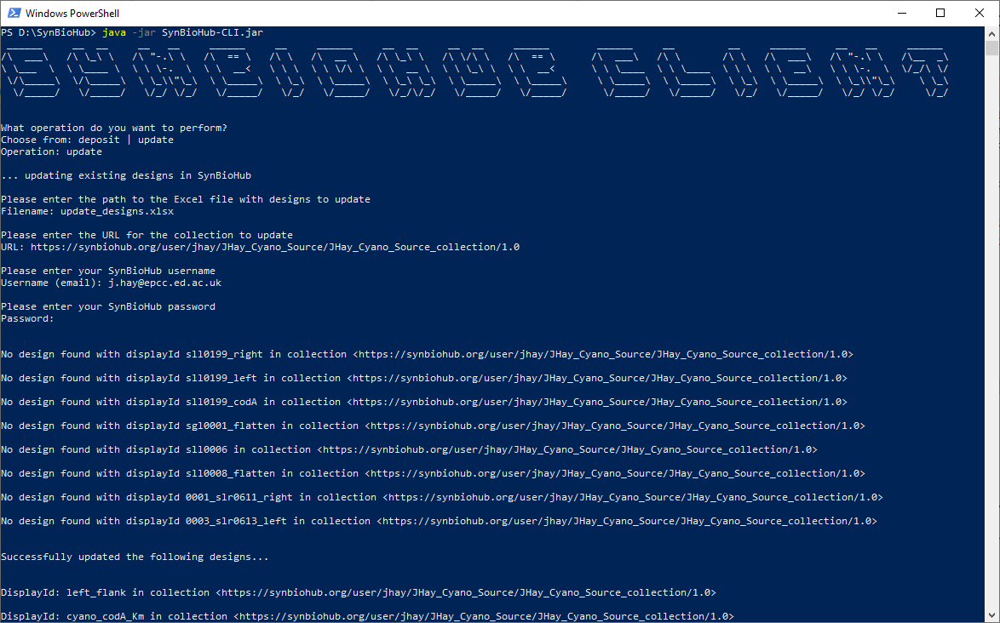 Windows PowerShell
PS D:\SynBioHub> java -jar SynBioHub-CLI.jar
SYNBIOHUB CLIENT
What operation do you want to perform?
Choose from: deposit | update
Operation: update
... updating existing designs in SynBioHub
Please enter the path to the Excel file with designs to update
Filename: update_designs.xlsx
Please enter the URL for the collection to update
URL: https://synbiohub.org/user/jhay/JHay_Cyano_Source/JHay_Cyano_Source_collection/1.0
Please enter your SynBioHub username
Username (email): j.hay@epcc.ed.ac.uk
Please enter your SynBioHub password
Password:
No design found with displayId sll0199_right in collection <https://synbiohub.org/user/jhay/JHay_Cyano_Source/JHay_Cyano_Source_collection/1.0>
No design found with displayId sll0199_left in collection <https://synbiohub.org/user/jhay/JHay_Cyano_Source/JHay_Cyano_Source_collection/1.0>
No design found with displayId sll0199_codA in collection <https://synbiohub.org/user/jhay/JHay_Cyano_Source/JHay_Cyano_Source_collection/1.0>
No design found with displayId sgl0001_flatten in collection <https://synbiohub.org/user/jhay/JHay_Cyano_Source/JHay_Cyano_Source_collection/1.0>
No design found with displayId sll0006 in collection <https://synbiohub.org/user/jhay/JHay_Cyano_Source/JHay_Cyano_Source_collection/1.0>
No design found with displayId sll0008_flatten in collection <https://synbiohub.org/user/jhay/JHay_Cyano_Source/JHay_Cyano_Source_collection/1.0>
No design found with displayId 0001_slr0611_right in collection <https://synbiohub.org/user/jhay/JHay_Cyano_Source/JHay_Cyano_Source_collection/1.0>
No design found with displayId 0003_slr0613_left in collection <https://synbiohub.org/user/jhay/JHay_Cyano_Source/JHay_Cyano_Source_collection/1.0>
Successfully updated the following designs...
DisplayId: left_flank in collection <https://synbiohub.org/user/jhay/JHay_Cyano_Source/JHay_Cyano_Source_collection/1.0>
DisplayId: cyano_codA_Km in collection <https://synbiohub.org/user/jhay/JHay_Cyano_Source/JHay_Cyano_Source_collection/1.0>